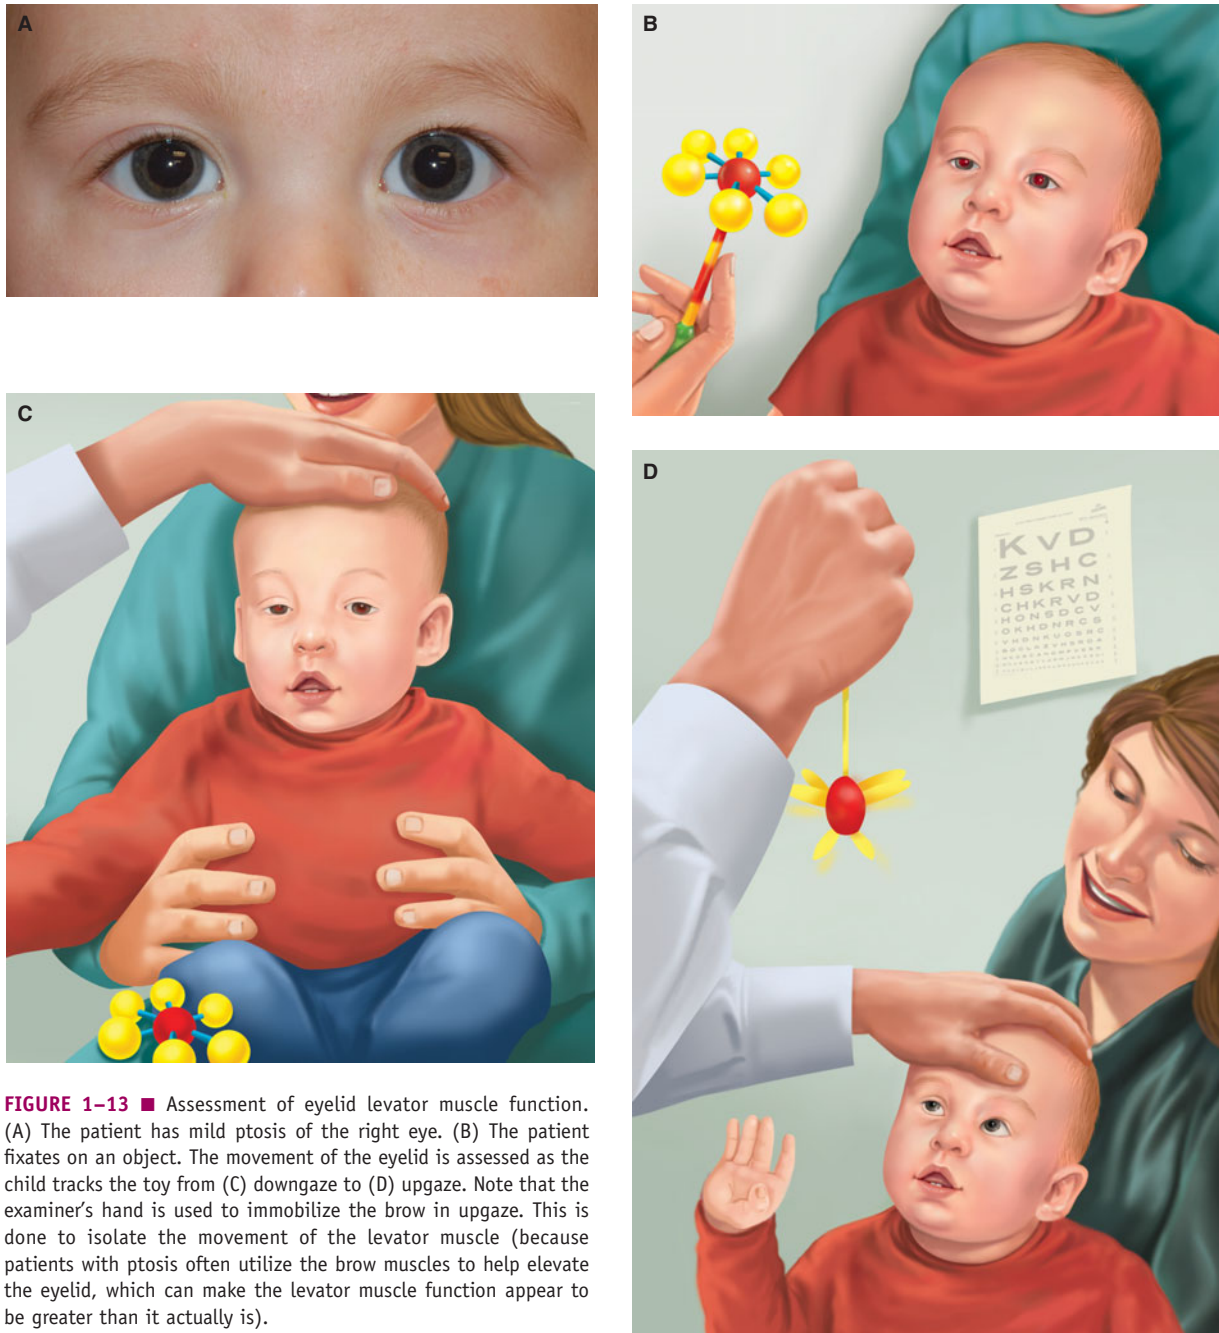 A
B
C
D
K V D
Z S H C
H S K R N
C H K R V D
H O N S D C V
O K H D N R C S
FIGURE 1–13 ■ Assessment of eyelid levator muscle function.
(A) The patient has mild ptosis of the right eye. (B) The patient
fixates on an object. The movement of the eyelid is assessed as the
child tracks the toy from (C) downgaze to (D) upgaze. Note that the
examiner's hand is used to immobilize the brow in upgaze. This is
done to isolate the movement of the levator muscle (because
patients with ptosis often utilize the brow muscles to help elevate
the eyelid, which can make the levator muscle function appear to
be greater than it actually is).